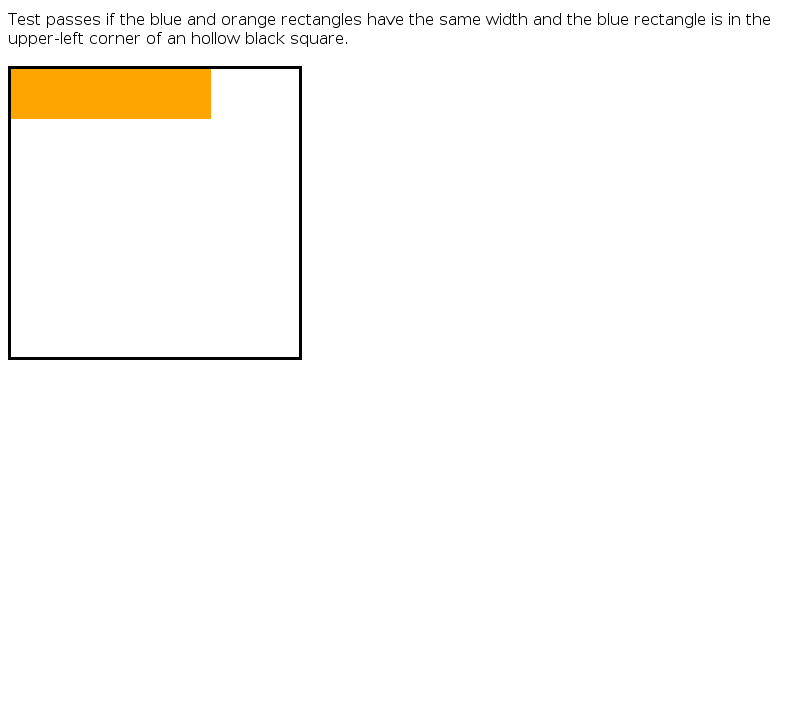 Test passes if the blue and orange rectangles have the same width and the blue rectangle is in the
upper-left corner of an hollow black square.